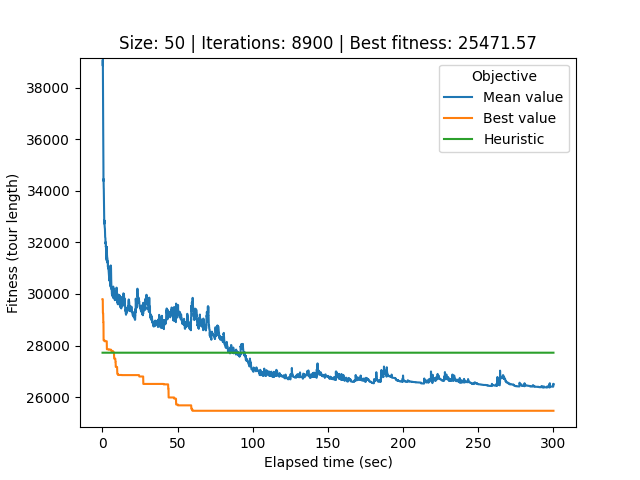 Size: 50 | Iterations: 8900 | Best fitness: 25471.57
Objective
Mean value
Best value
Heuristic
38000
36000
34000
32000
30000
28000
26000
Fitness (tour length)
0 50 100 150 200 250 300
Elapsed time (sec)